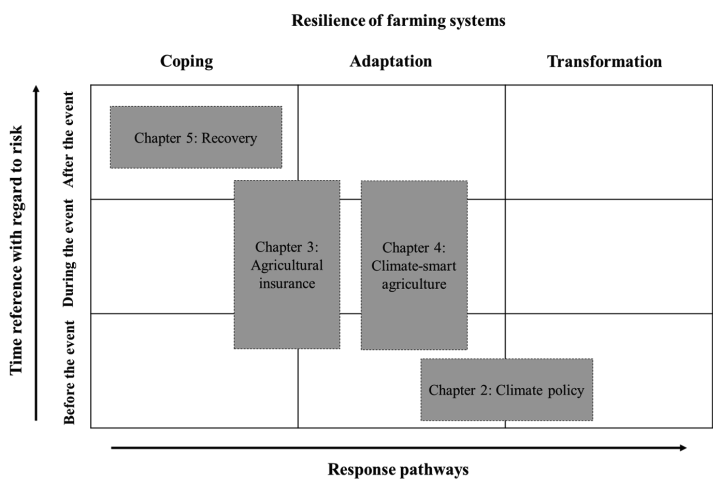 Resilience of farming systems
Coping
Adaptation
Transformation
Time reference with regard to risk
After the event
During the event
Before the event
Chapter 5: Recovery
Chapter 3:
Agricultural
insurance
Chapter 4:
Climate-smart
agriculture
Chapter 2: Climate policy
Response pathways